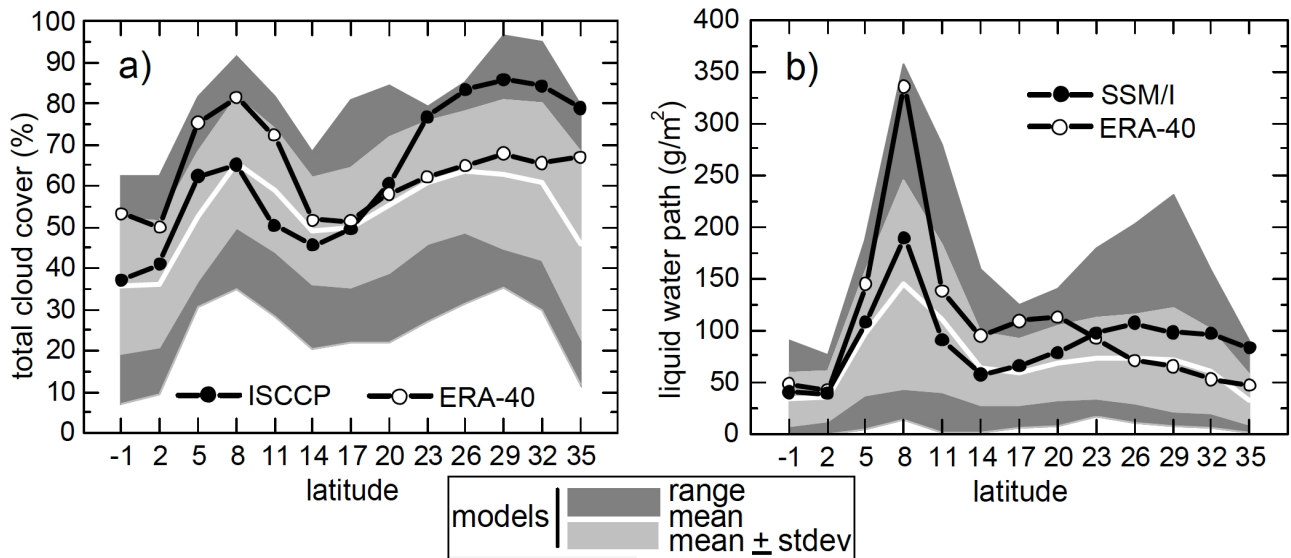 a)
total cloud cover (%)
100
90
80
70
60
50
40
30
20
10
0
ISCCP ERA-40
-1 2 5 8 11 14 17 20 23 26 29 32 35
latitude
b)
liquid water path (g/m²)
400
350
300
250
200
150
100
50
0
SSM/I
ERA-40
-1 2 5 8 11 14 17 20 23 26 29 32 35
latitude
models
range
mean
mean ± stdev